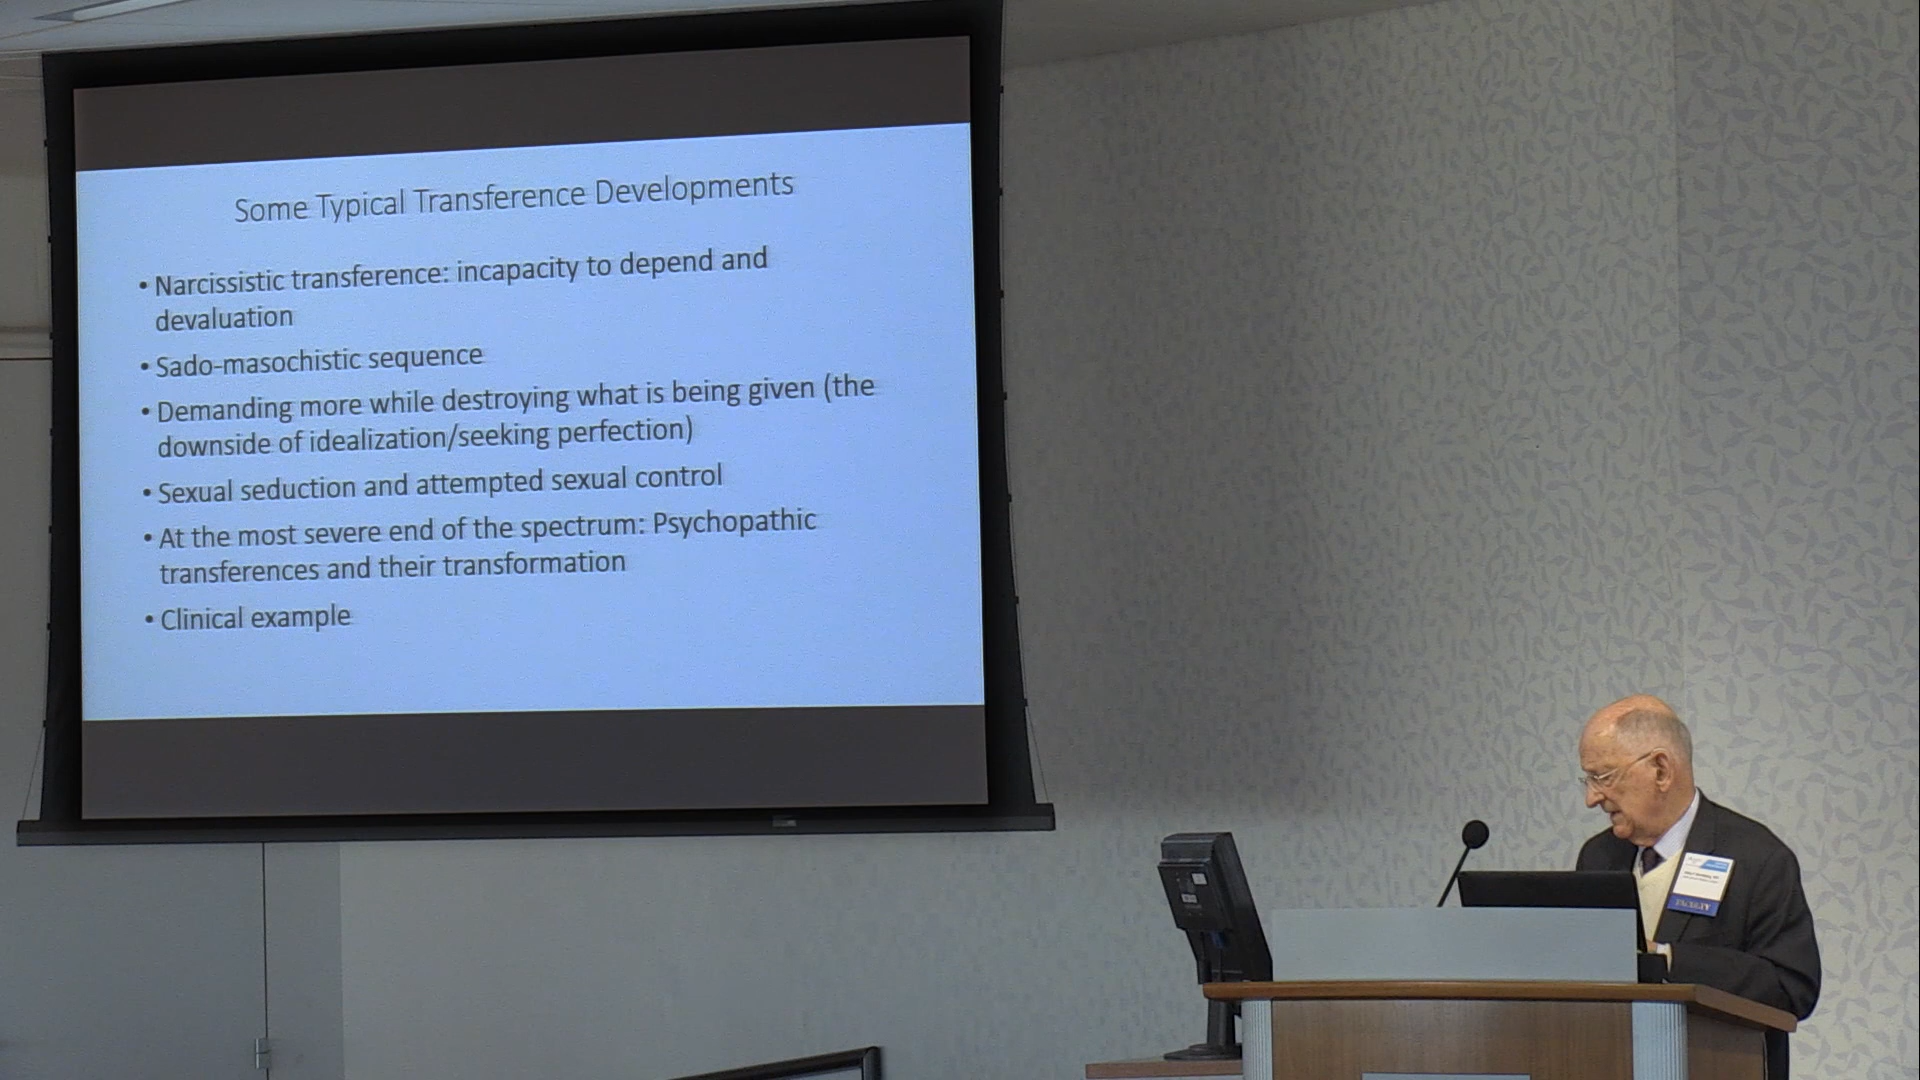 Some Typical Transference Developments
• Narcissistic transference: incapacity to depend and
devaluation
• Sado-masochistic sequence
• Demanding more while destroying what is being given (the
downside of idealization/seeking perfection)
• Sexual seduction and attempted sexual control
• At the most severe end of the spectrum: Psychopathic
transferences and their transformation
• Clinical example
FACULTY